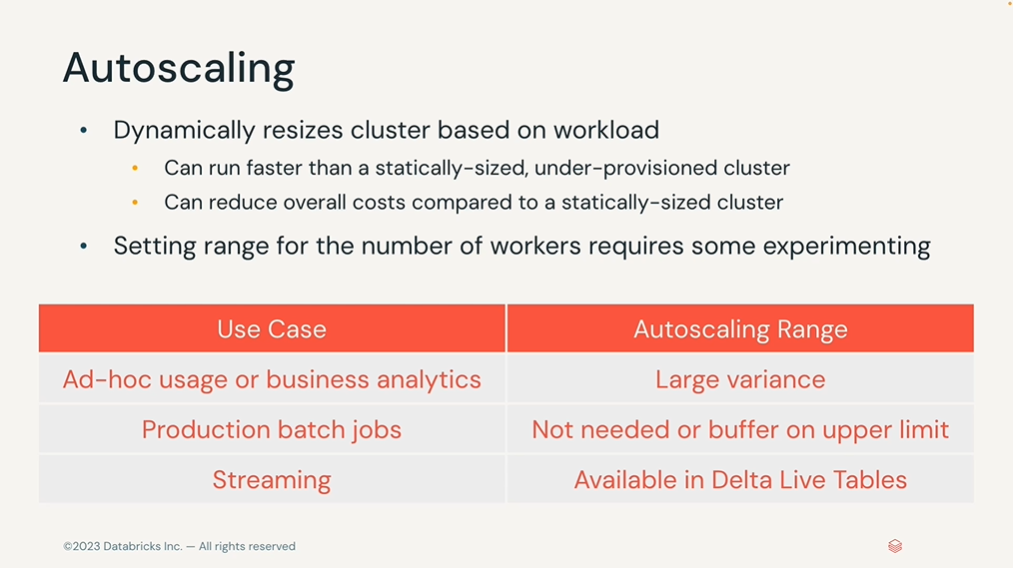 Autoscaling
• Dynamically resizes cluster based on workload
• Can run faster than a statically-sized, under-provisioned cluster
• Can reduce overall costs compared to a statically-sized cluster
• Setting range for the number of workers requires some experimenting
Use Case Autoscaling Range
Ad-hoc usage or business analytics Large variance
Production batch jobs Not needed or buffer on upper limit
Streaming Available in Delta Live Tables
©2023 Databricks Inc. — All rights reserved